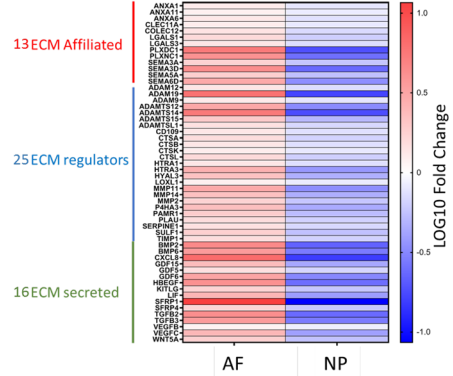 13 ECM Affiliated
25 ECM regulators
16 ECM secreted
ANXA1
ANXA11
ANXA6
CLEC11A
COLEC12
LGALS1
LGALS3
PLXDC1
PLXNC1
SEMA3A
SEMA3D
SEMA5A
SEMA6D
ADAM12
ADAM19
ADAM9
ADAMTS12
ADAMTS14
ADAMTS15
ADAMTSL1
CD109
CTSA
CTSB
CTSK
CTSL
HTRA1
HTRA3
HYAL3
LOXL1
MMP11
MMP14
MMP2
P4HA3
PAMR1
PLAU
SERPINE1
SULF1
TIMP1
BMP2
BMP6
CXCL8
GDF15
GDF5
GDF6
HBEGF
KITLG
LIF
SFRP1
SFRP4
TGFB2
TGFB3
VEGFB
VEGFC
WNT5A
AF
NP
1.0
0.5
0
-0.5
-1.0
LOG10 Fold Change